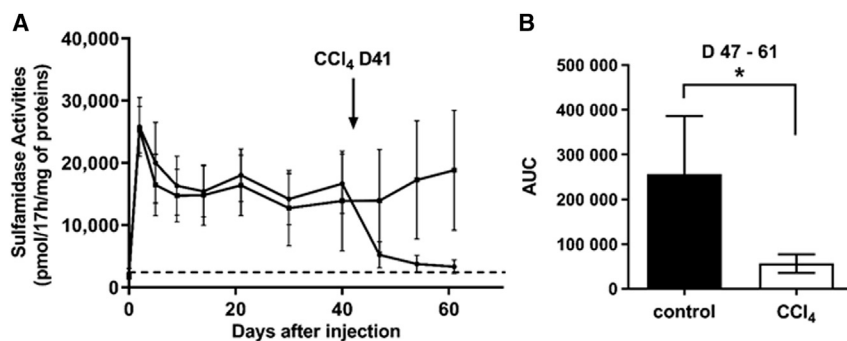 A
Sulfamidase Activities
(pmol/17h/mg of proteins)
40,000
30,000
20,000
10,000
0
CCl4 D41
0 20 40 60
Days after injection
B
D 47 - 61
*
AUC
500 000
400 000
300 000
200 000
100 000
0
control CCl4